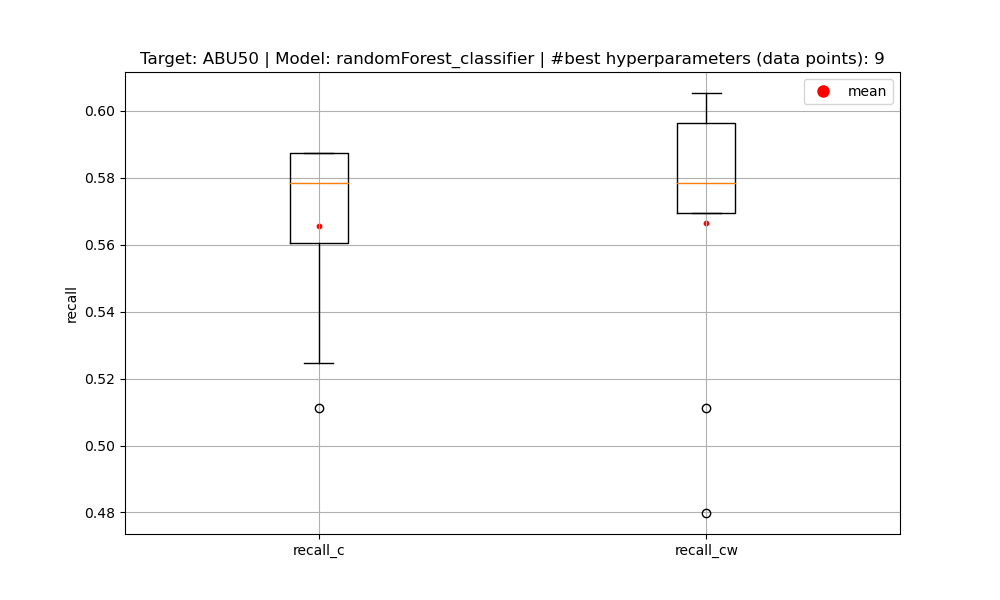 Target: ABU50 | Model: randomForest_classifier | #best hyperparameters (data points): 9
mean
0.60
0.58
0.56
0.54
0.52
0.50
0.48
recall
recall_c
recall_cw